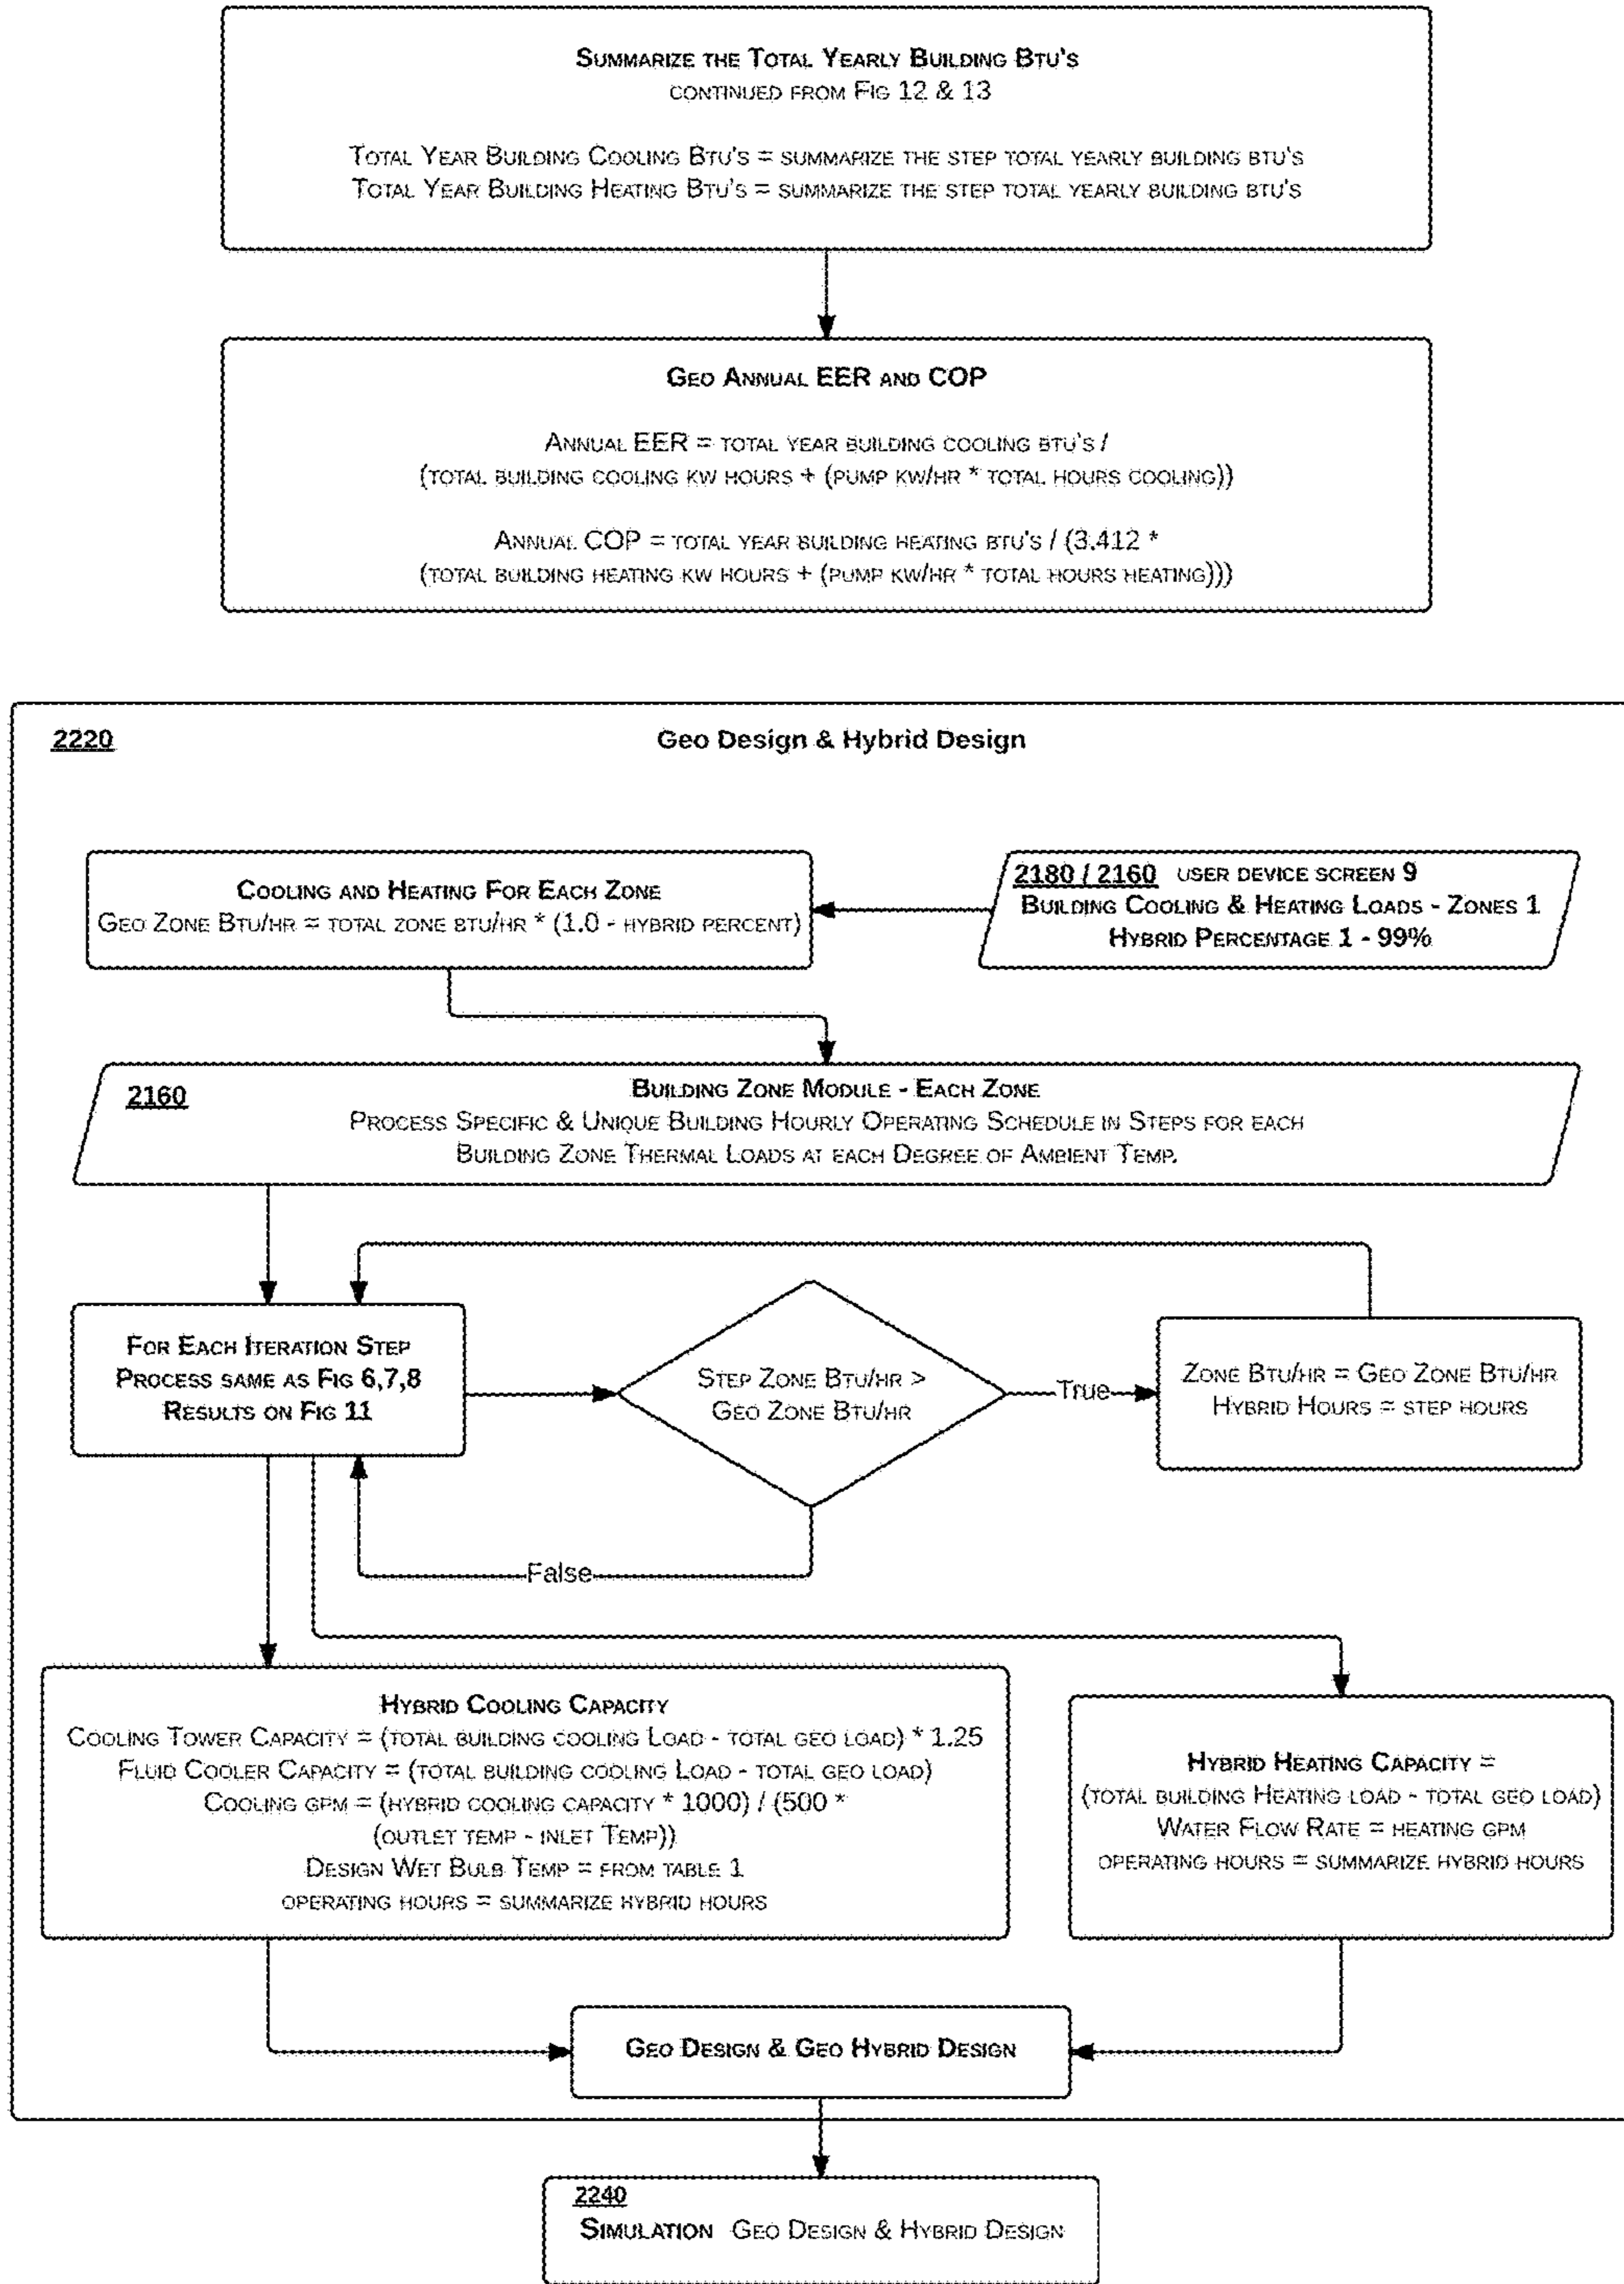 Summarize the Total Yearly Building Btu's
continued from Fig 12 & 13
Total Year Building Cooling Btu's = summarize the step total yearly building btu's
Total Year Building Heating Btu's = summarize the step total yearly building btu's
Geo Annual EER and COP
Annual EER = total year building cooling btu's /
(total building cooling kw hours + (pump kw/hr * total hours cooling))
Annual COP = total year building heating btu's / (3.412 *
(total building heating kw hours + (pump kw/hr * total hours heating)))
2220
Geo Design & Hybrid Design
Cooling and Heating For Each Zone
Geo Zone Btu/hr = total zone btu/hr * (1.0 - hybrid percent)
2180 / 2160 user device screen 9
Building Cooling & Heating Loads - Zones 1
Hybrid Percentage 1 - 99%
2160
Building Zone Module - Each Zone
Process Specific & Unique Building Hourly Operating Schedule in Steps for each
Building Zone Thermal Loads at each Degree of Ambient Temp.
For Each Iteration Step
Process same as Fig 6,7,8
Results on Fig 11
Step Zone Btu/hr >
Geo Zone Btu/hr
True
Zone Btu/hr = Geo Zone Btu/hr
Hybrid Hours = step hours
False
Hybrid Cooling Capacity
Cooling Tower Capacity = (total building cooling Load - total geo load) * 1.25
Fluid Cooler Capacity = (total building cooling Load - total geo load)
Cooling gpm = (hybrid cooling capacity * 1000) / (500 *
(outlet temp - inlet Temp))
Design Wet Bulb Temp = from table 1
operating hours = summarize hybrid hours
Hybrid Heating Capacity =
(total building Heating load - total geo load)
Water Flow Rate = heating gpm
operating hours = summarize hybrid hours
Geo Design & Geo Hybrid Design
2240
Simulation Geo Design & Hybrid Design